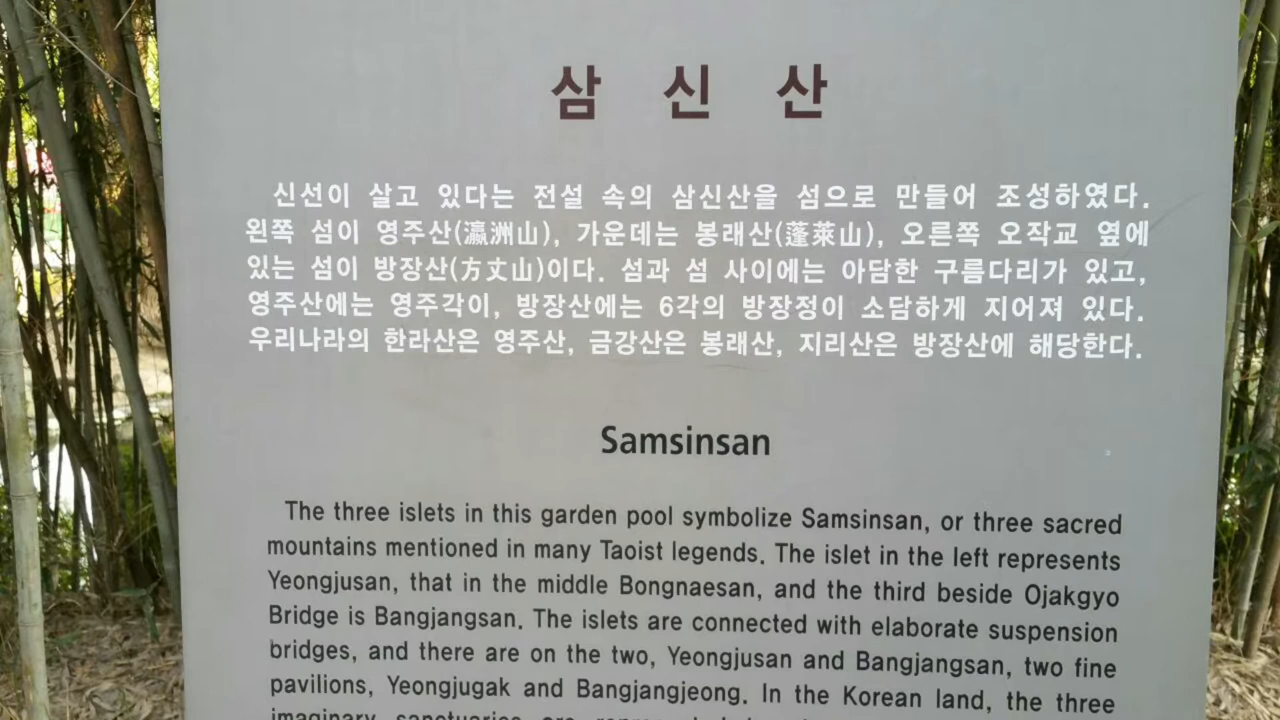 삼 신 산
신선이 살고 있다는 전설 속의 삼신산을 섬으로 만들어 조성하였다.
왼쪽 섬이 영주산(瀛洲山), 가운데는 봉래산(蓬萊山), 오른쪽 오작교 옆에
있는 섬이 방장산(方丈山)이다. 섬과 섬 사이에는 아담한 구름다리가 있고,
영주산에는 영주각이, 방장산에는 6각의 방장정이 소담하게 지어져 있다.
우리나라의 한라산은 영주산, 금강산은 봉래산, 지리산은 방장산에 해당한다.
Samsinsan
The three islets in this garden pool symbolize Samsinsan, or three sacred
mountains mentioned in many Taoist legends. The islet in the left represents
Yeongjusan, that in the middle Bongnaesan, and the third beside Ojakgyo
Bridge is Bangjangsan. The islets are connected with elaborate suspension
bridges, and there are on the two, Yeongjusan and Bangjangsan, two fine
pavilions, Yeongjugak and Bangjangjeong. In the Korean land, the three
imaginary sanctuaries are